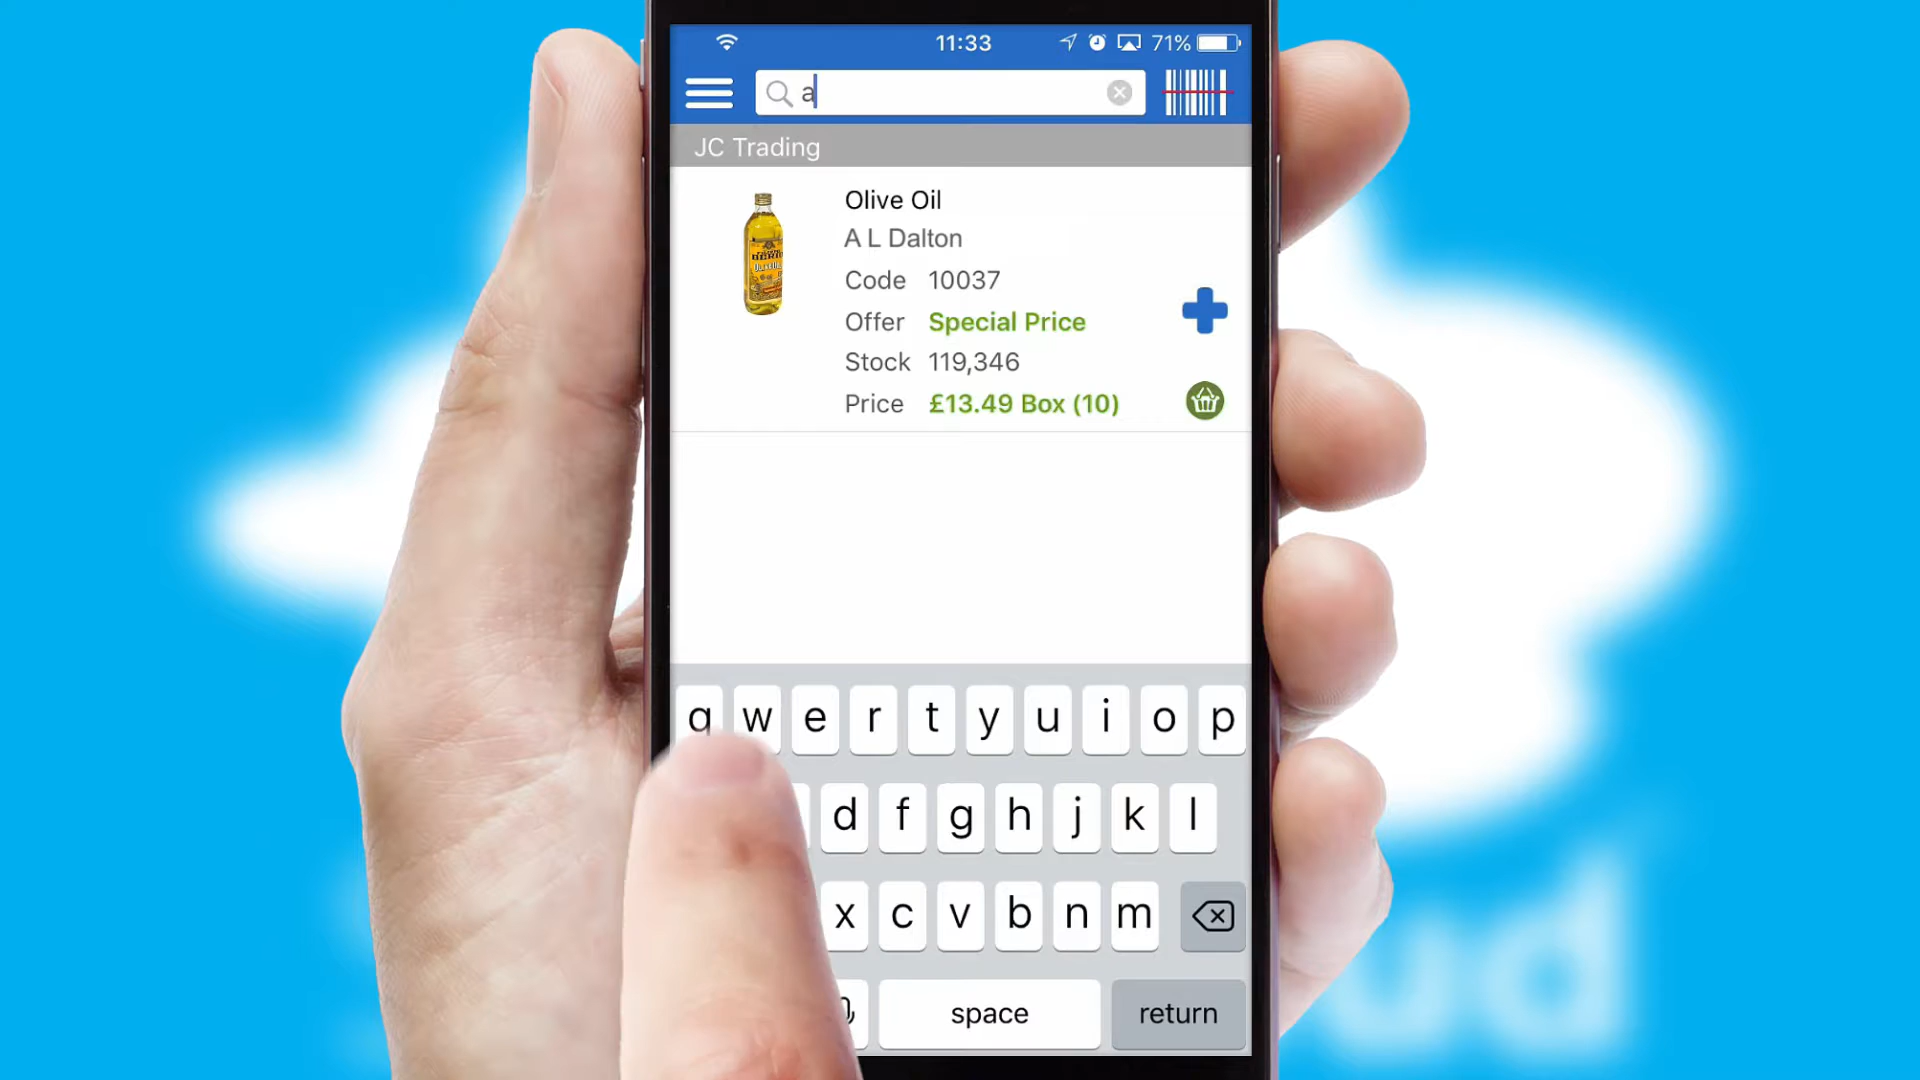 11:33
71%
a
JC Trading
Olive Oil
A L Dalton
Code 10037
Offer Special Price
Stock 119,346
Price £13.49 Box (10)
q w e r t y u i o p
d f g h j k l
x c v b n m
space
return
ud